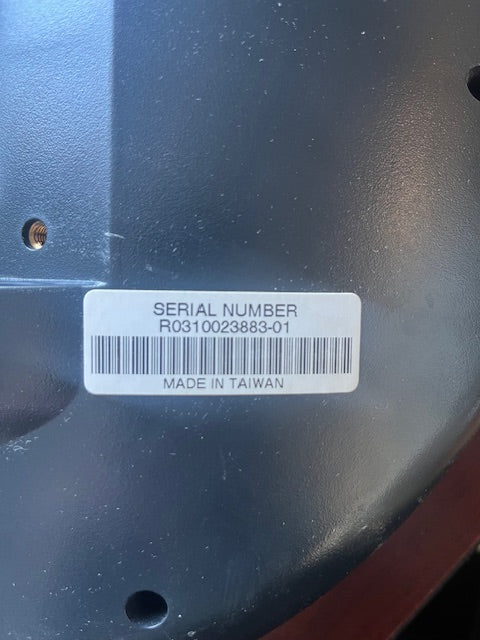 SERIAL NUMBER
R0310023883-01
MADE IN TAIWAN